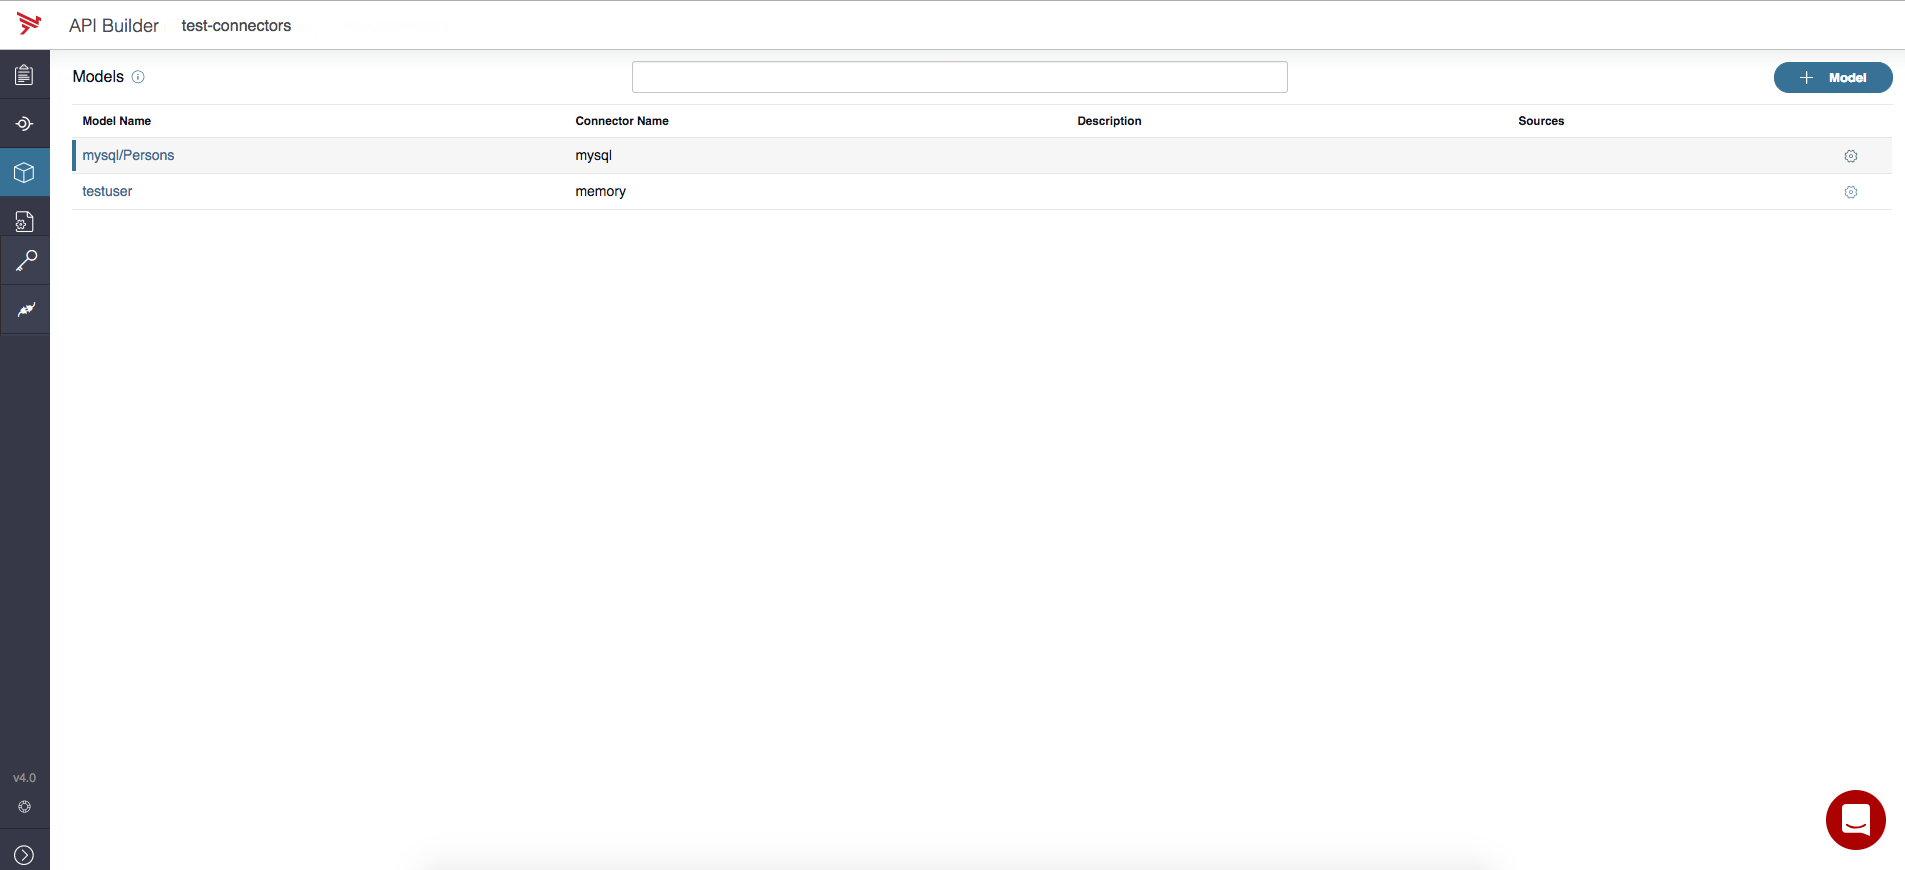 API Builder test-connectors
Models
+ Model
Model Name Connector Name Description Sources
mysql/Persons mysql
testuser memory
v4.0